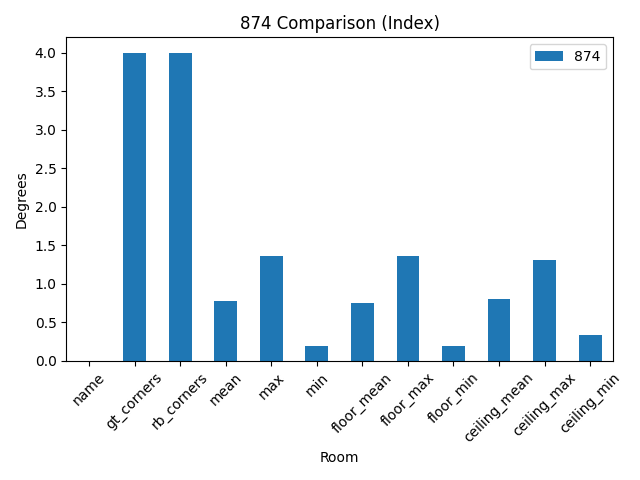 874 Comparison (Index)
874
Degrees
4.0
3.5
3.0
2.5
2.0
1.5
1.0
0.5
0.0
name
gt_corners
rb_corners
mean
max
min
floor_mean
floor_max
floor_min
ceiling_mean
ceiling_max
ceiling_min
Room